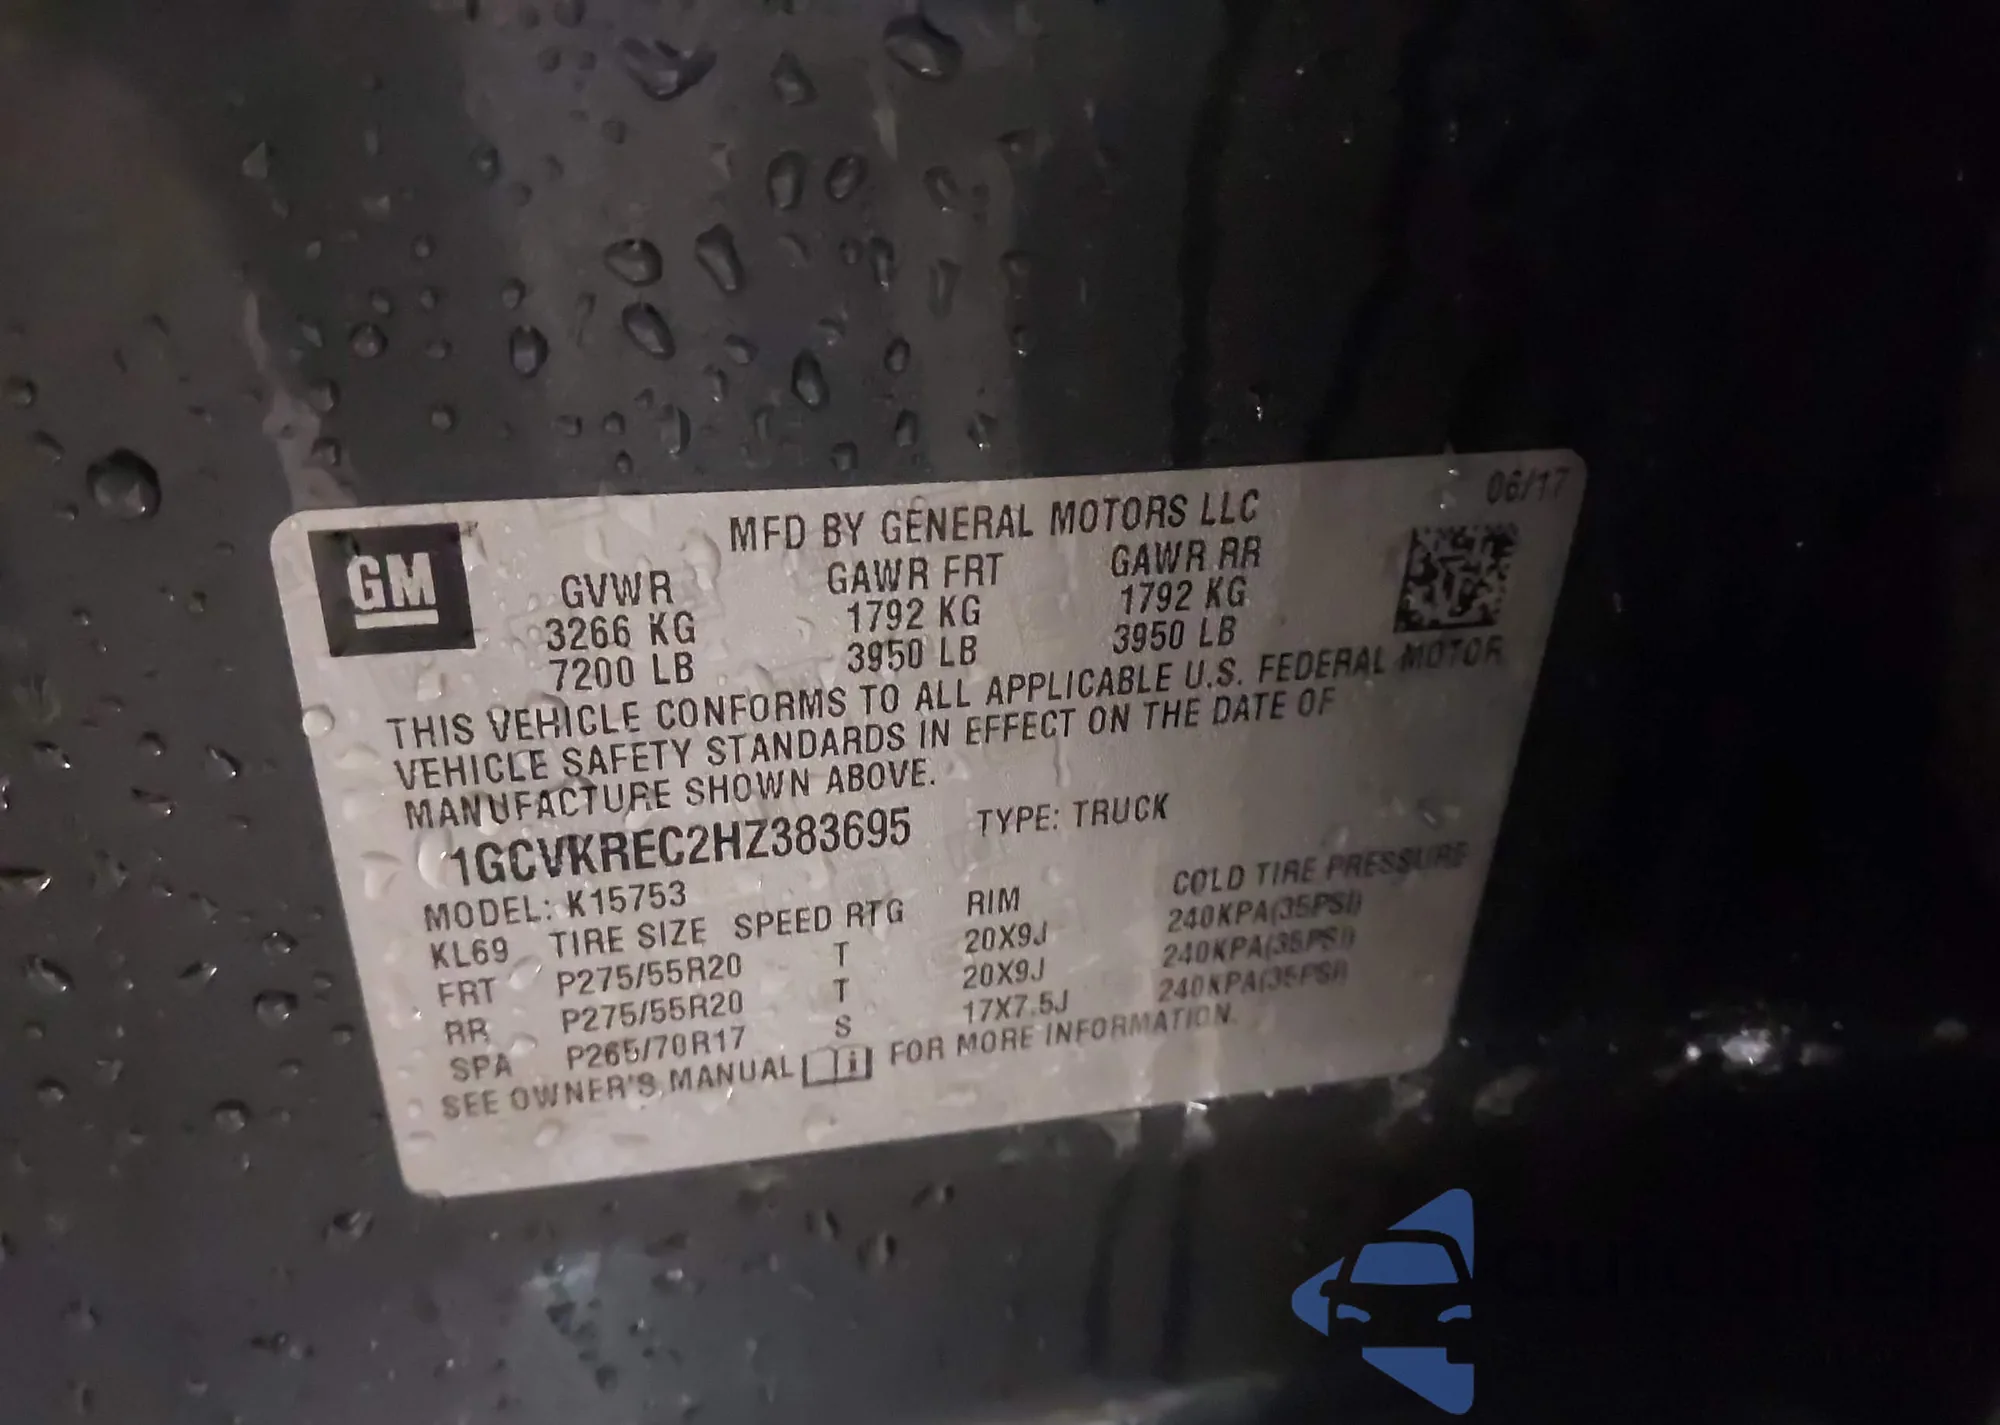 06/17
GM
MFD BY GENERAL MOTORS LLC
GVWR GAWR FRT GAWR RR
3266 KG 1792 KG 1792 KG
7200 LB 3950 LB 3950 LB
THIS VEHICLE CONFORMS TO ALL APPLICABLE U.S. FEDERAL MOTOR
VEHICLE SAFETY STANDARDS IN EFFECT ON THE DATE OF
MANUFACTURE SHOWN ABOVE.
1GCVKREC2HZ383695 TYPE: TRUCK
MODEL: K15753
KL69 TIRE SIZE SPEED RTG RIM COLD TIRE PRESSURE
FRT P275/55R20 T 20X9J 240KPA(35PSI)
RR P275/55R20 T 20X9J 240KPA(35PSI)
SPA P265/70R17 S 17X7.5J 240KPA(35PSI)
SEE OWNER'S MANUAL i FOR MORE INFORMATION.